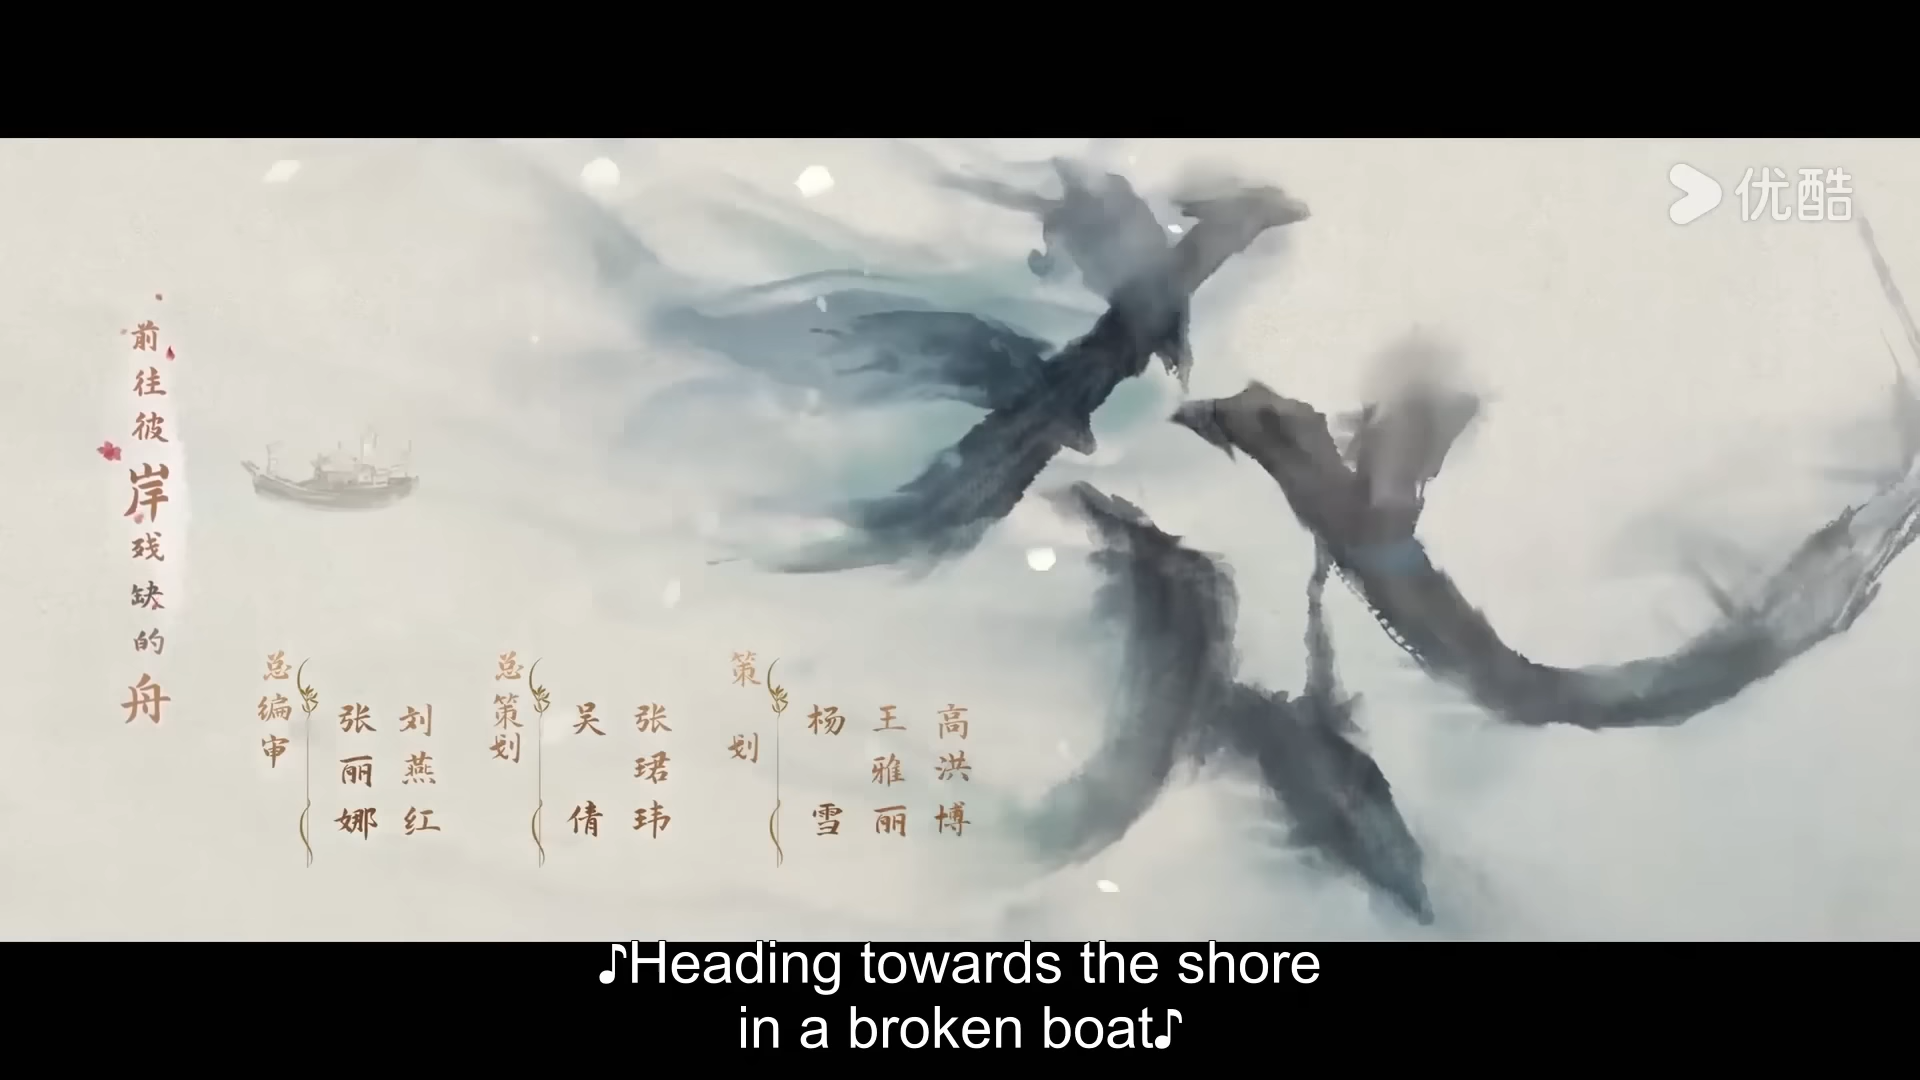 优酷
前往彼岸残缺的舟
总编审
张丽娜
刘燕红
总策划
吴倩
张珺玮
策划
杨雪
王雅丽
高洪博
♪Heading towards the shore
in a broken boat♪